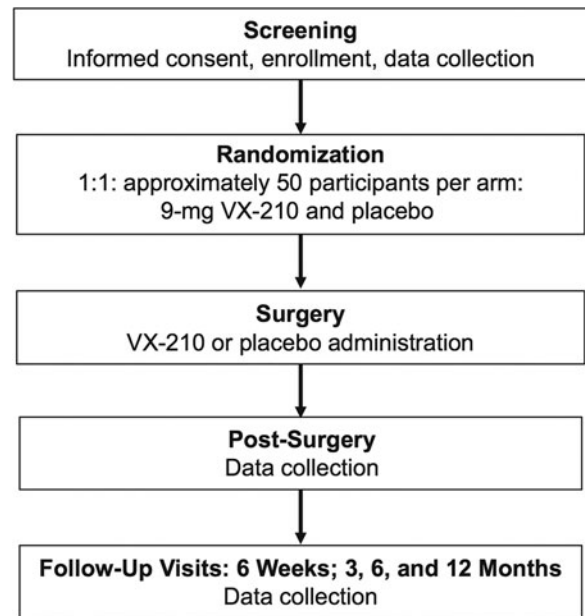 Screening
Informed consent, enrollment, data collection
Randomization
1:1: approximately 50 participants per arm:
9-mg VX-210 and placebo
Surgery
VX-210 or placebo administration
Post-Surgery
Data collection
Follow-Up Visits: 6 Weeks; 3, 6, and 12 Months
Data collection